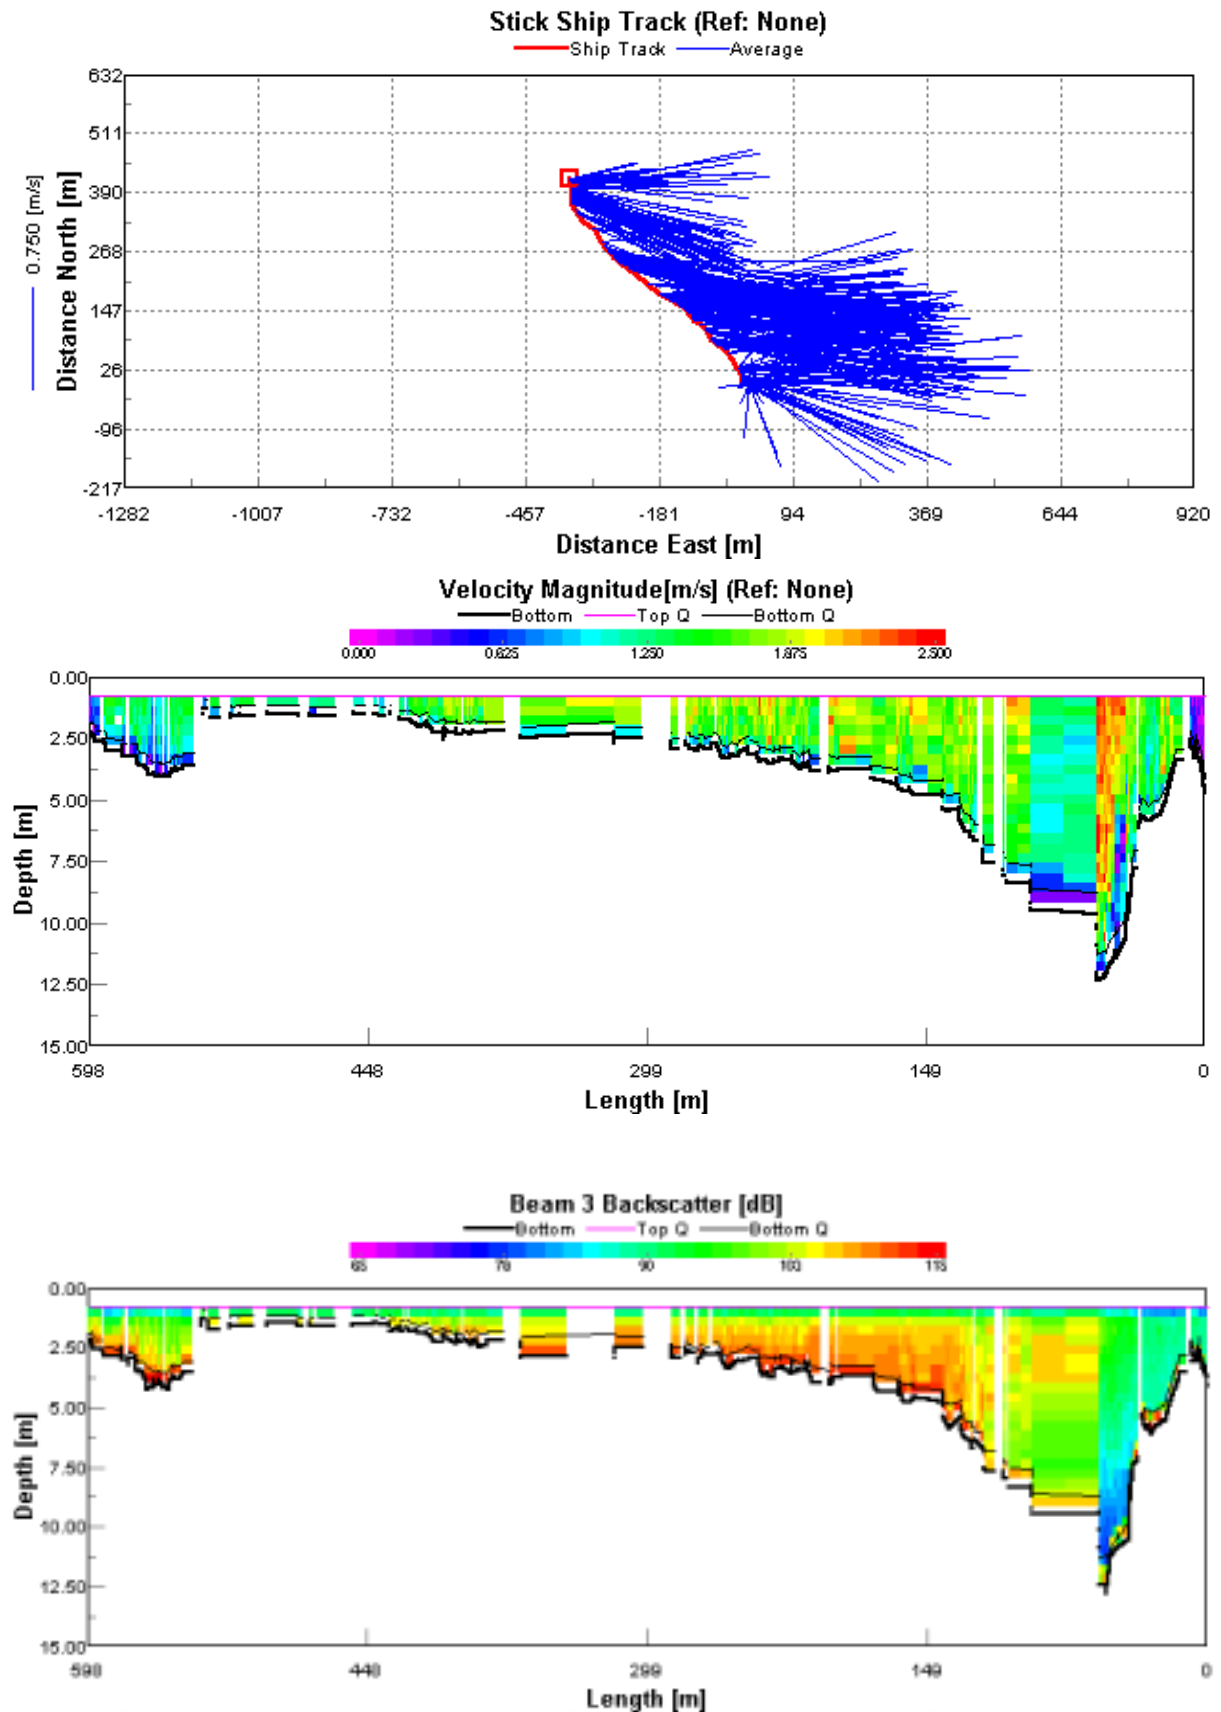 Stick Ship Track (Ref: None)
Ship Track Average
632
511
390
268
147
26
-96
-217
0.750 [m/s]
Distance North [m]
-1282 -1007 -732 -457 -181 94 369 644 920
Distance East [m]
Velocity Magnitude[m/s] (Ref: None)
Bottom Top Q Bottom Q
0.000 0.625 1.250 1.875 2.500
0.00
2.50
5.00
7.50
10.00
12.50
15.00
Depth [m]
598 448 299 149 0
Length [m]
Beam 3 Backscatter [dB]
Bottom Top Q Bottom Q
65 78 90 103 115
0.00
2.50
5.00
7.50
10.00
12.50
15.00
Depth [m]
598 448 299 149 0
Length [m]